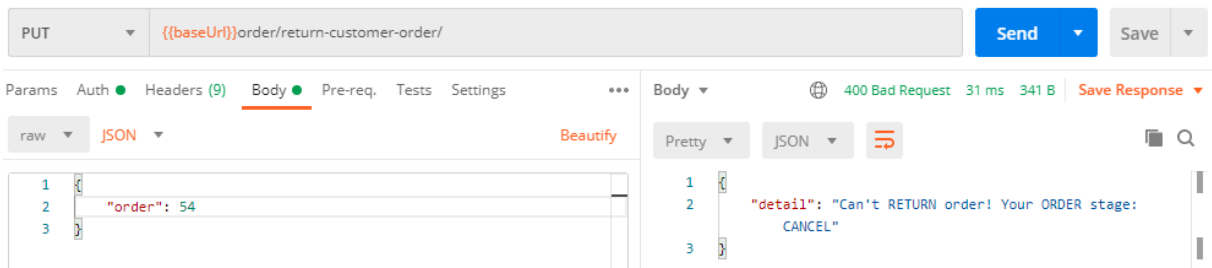 PUT {{baseUrl}}order/return-customer-order/ Send Save
Params Auth Headers (9) Body Pre-req. Tests Settings ••• Body 400 Bad Request 31 ms 341 B Save Response
raw JSON Beautify Pretty JSON
1 {
2 "order": 54
3 }
1 {
2 "detail": "Can't RETURN order! Your ORDER stage:
CANCEL"
3 }